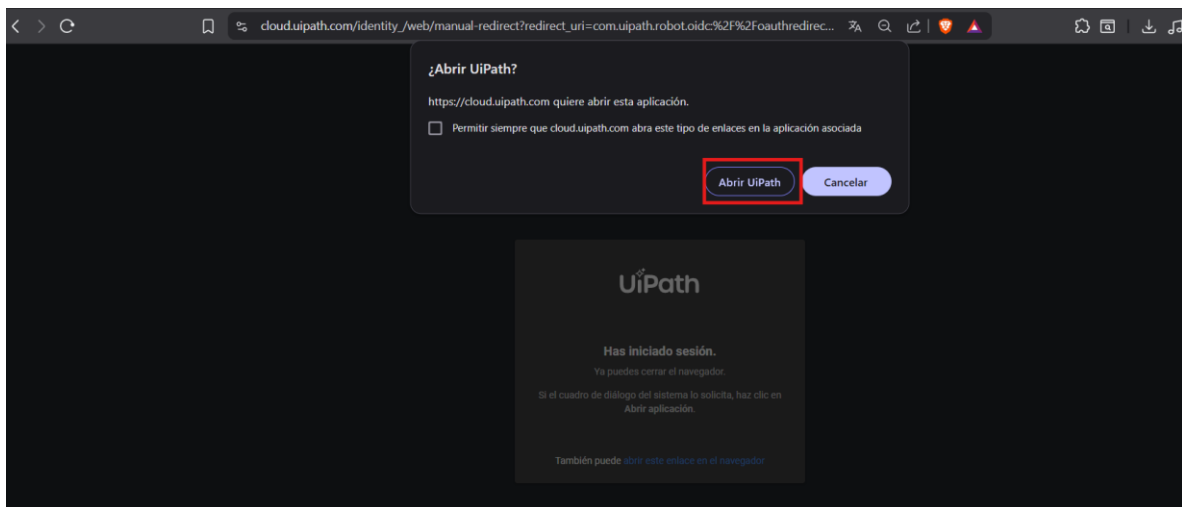 cloud.uipath.com/identity_/web/manual-redirect?redirect_uri=com.uipath.robot.oidc:%2F%2Foauthredirec...
¿Abrir UiPath?
https://cloud.uipath.com quiere abrir esta aplicación.
Permitir siempre que cloud.uipath.com abra este tipo de enlaces en la aplicación asociada
Abrir UiPath
Cancelar
UiPath
Has iniciado sesión.
Ya puedes cerrar el navegador.
Si el cuadro de diálogo del sistema lo solicita, haz clic en
Abrir aplicación.
También puede abrir este enlace en el navegador